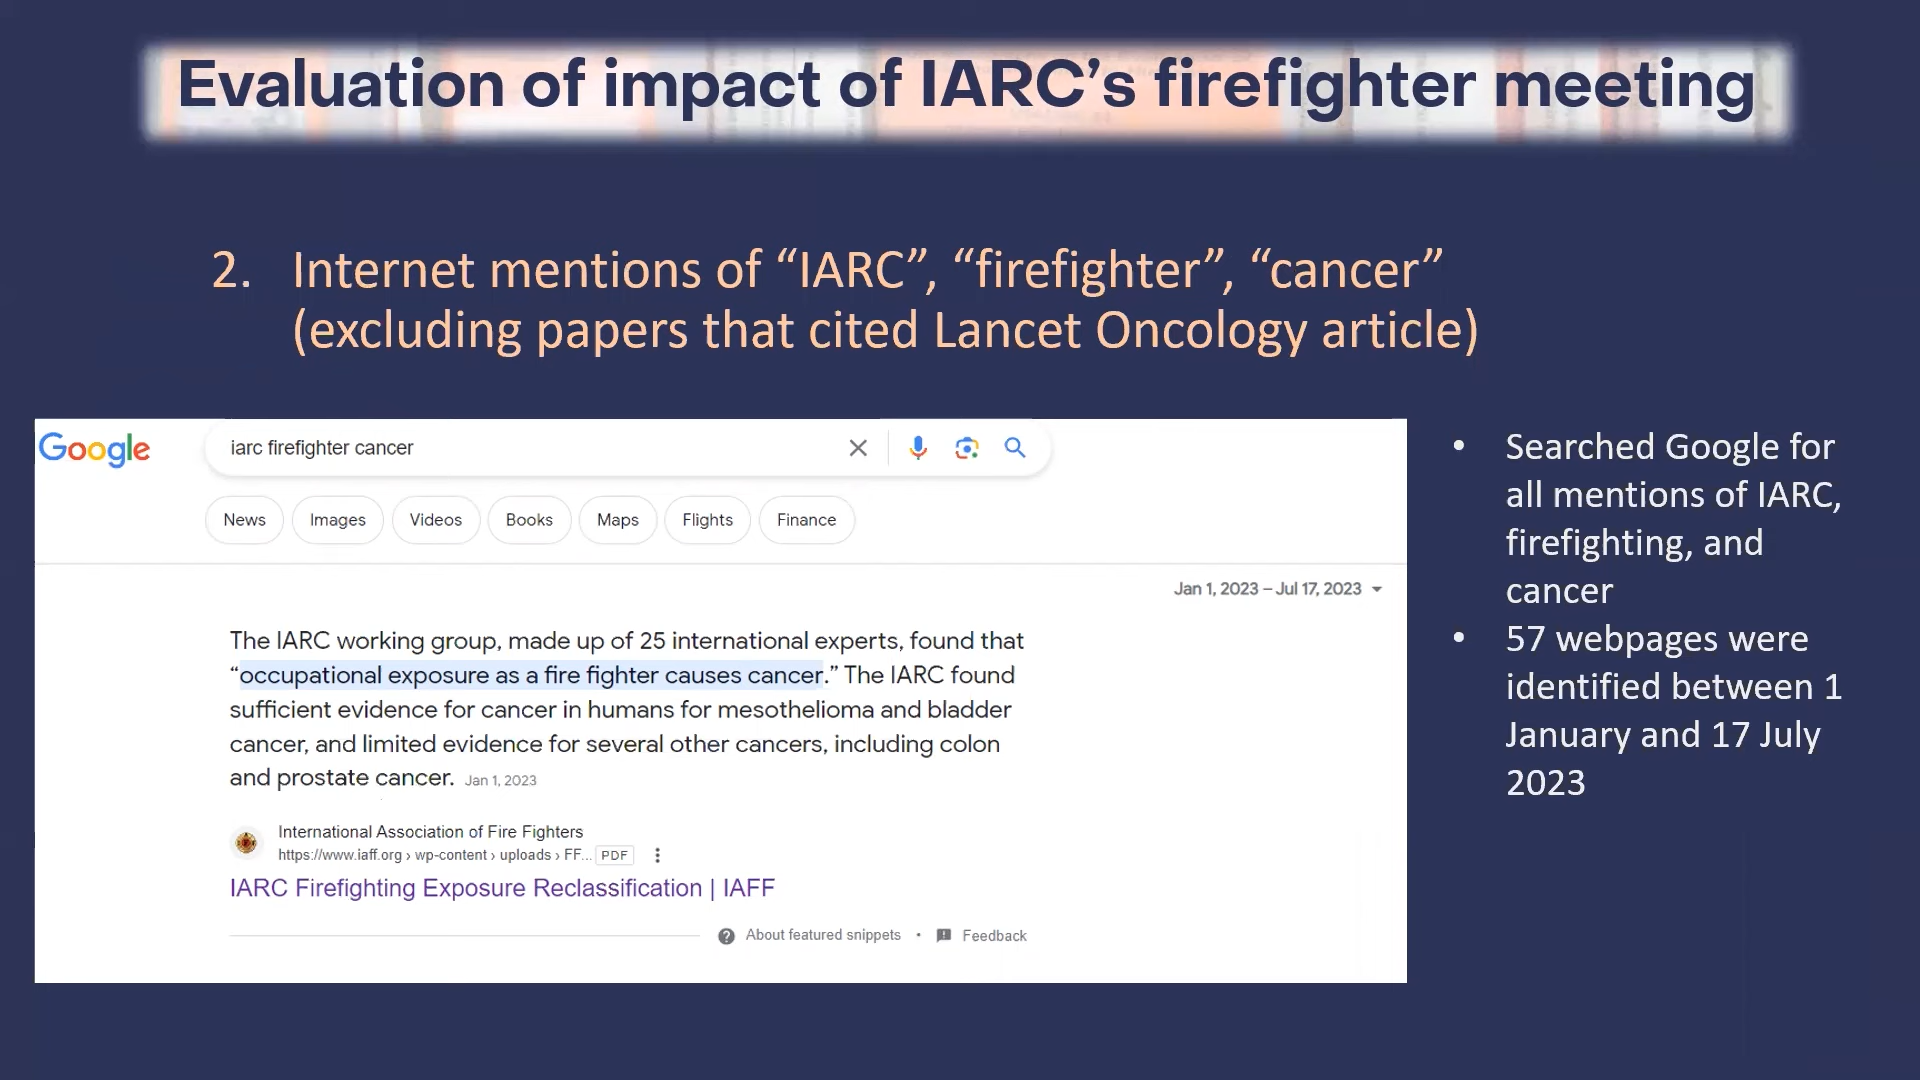 Evaluation of impact of IARC’s firefighter meeting
2. Internet mentions of “IARC”, “firefighter”, “cancer”
(excluding papers that cited Lancet Oncology article)
Google
iarc firefighter cancer
News Images Videos Books Maps Flights Finance
Jan 1, 2023 – Jul 17, 2023
The IARC working group, made up of 25 international experts, found that
“occupational exposure as a fire fighter causes cancer.” The IARC found
sufficient evidence for cancer in humans for mesothelioma and bladder
cancer, and limited evidence for several other cancers, including colon
and prostate cancer. Jan 1, 2023
International Association of Fire Fighters
https://www.iaff.org › wp-content › uploads › FF... PDF
IARC Firefighting Exposure Reclassification | IAFF
About featured snippets • Feedback
• Searched Google for
all mentions of IARC,
firefighting, and
cancer
• 57 webpages were
identified between 1
January and 17 July
2023